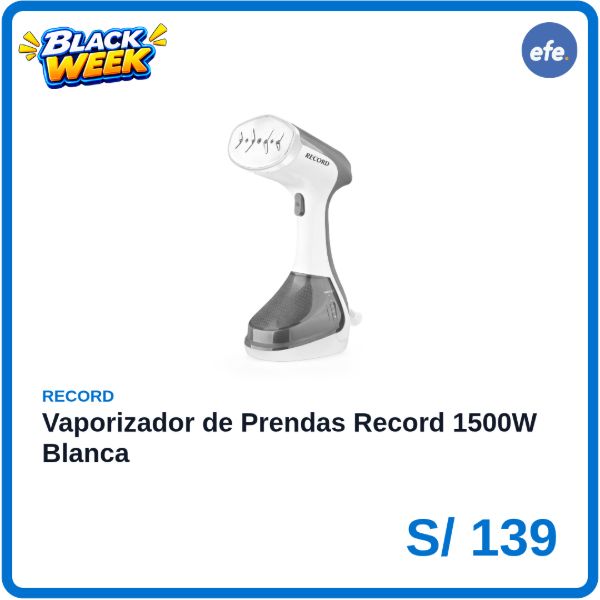 BLACK
WEEK
efe.
RECORD
RECORD
Vaporizador de Prendas Record 1500W
Blanca
S/ 139